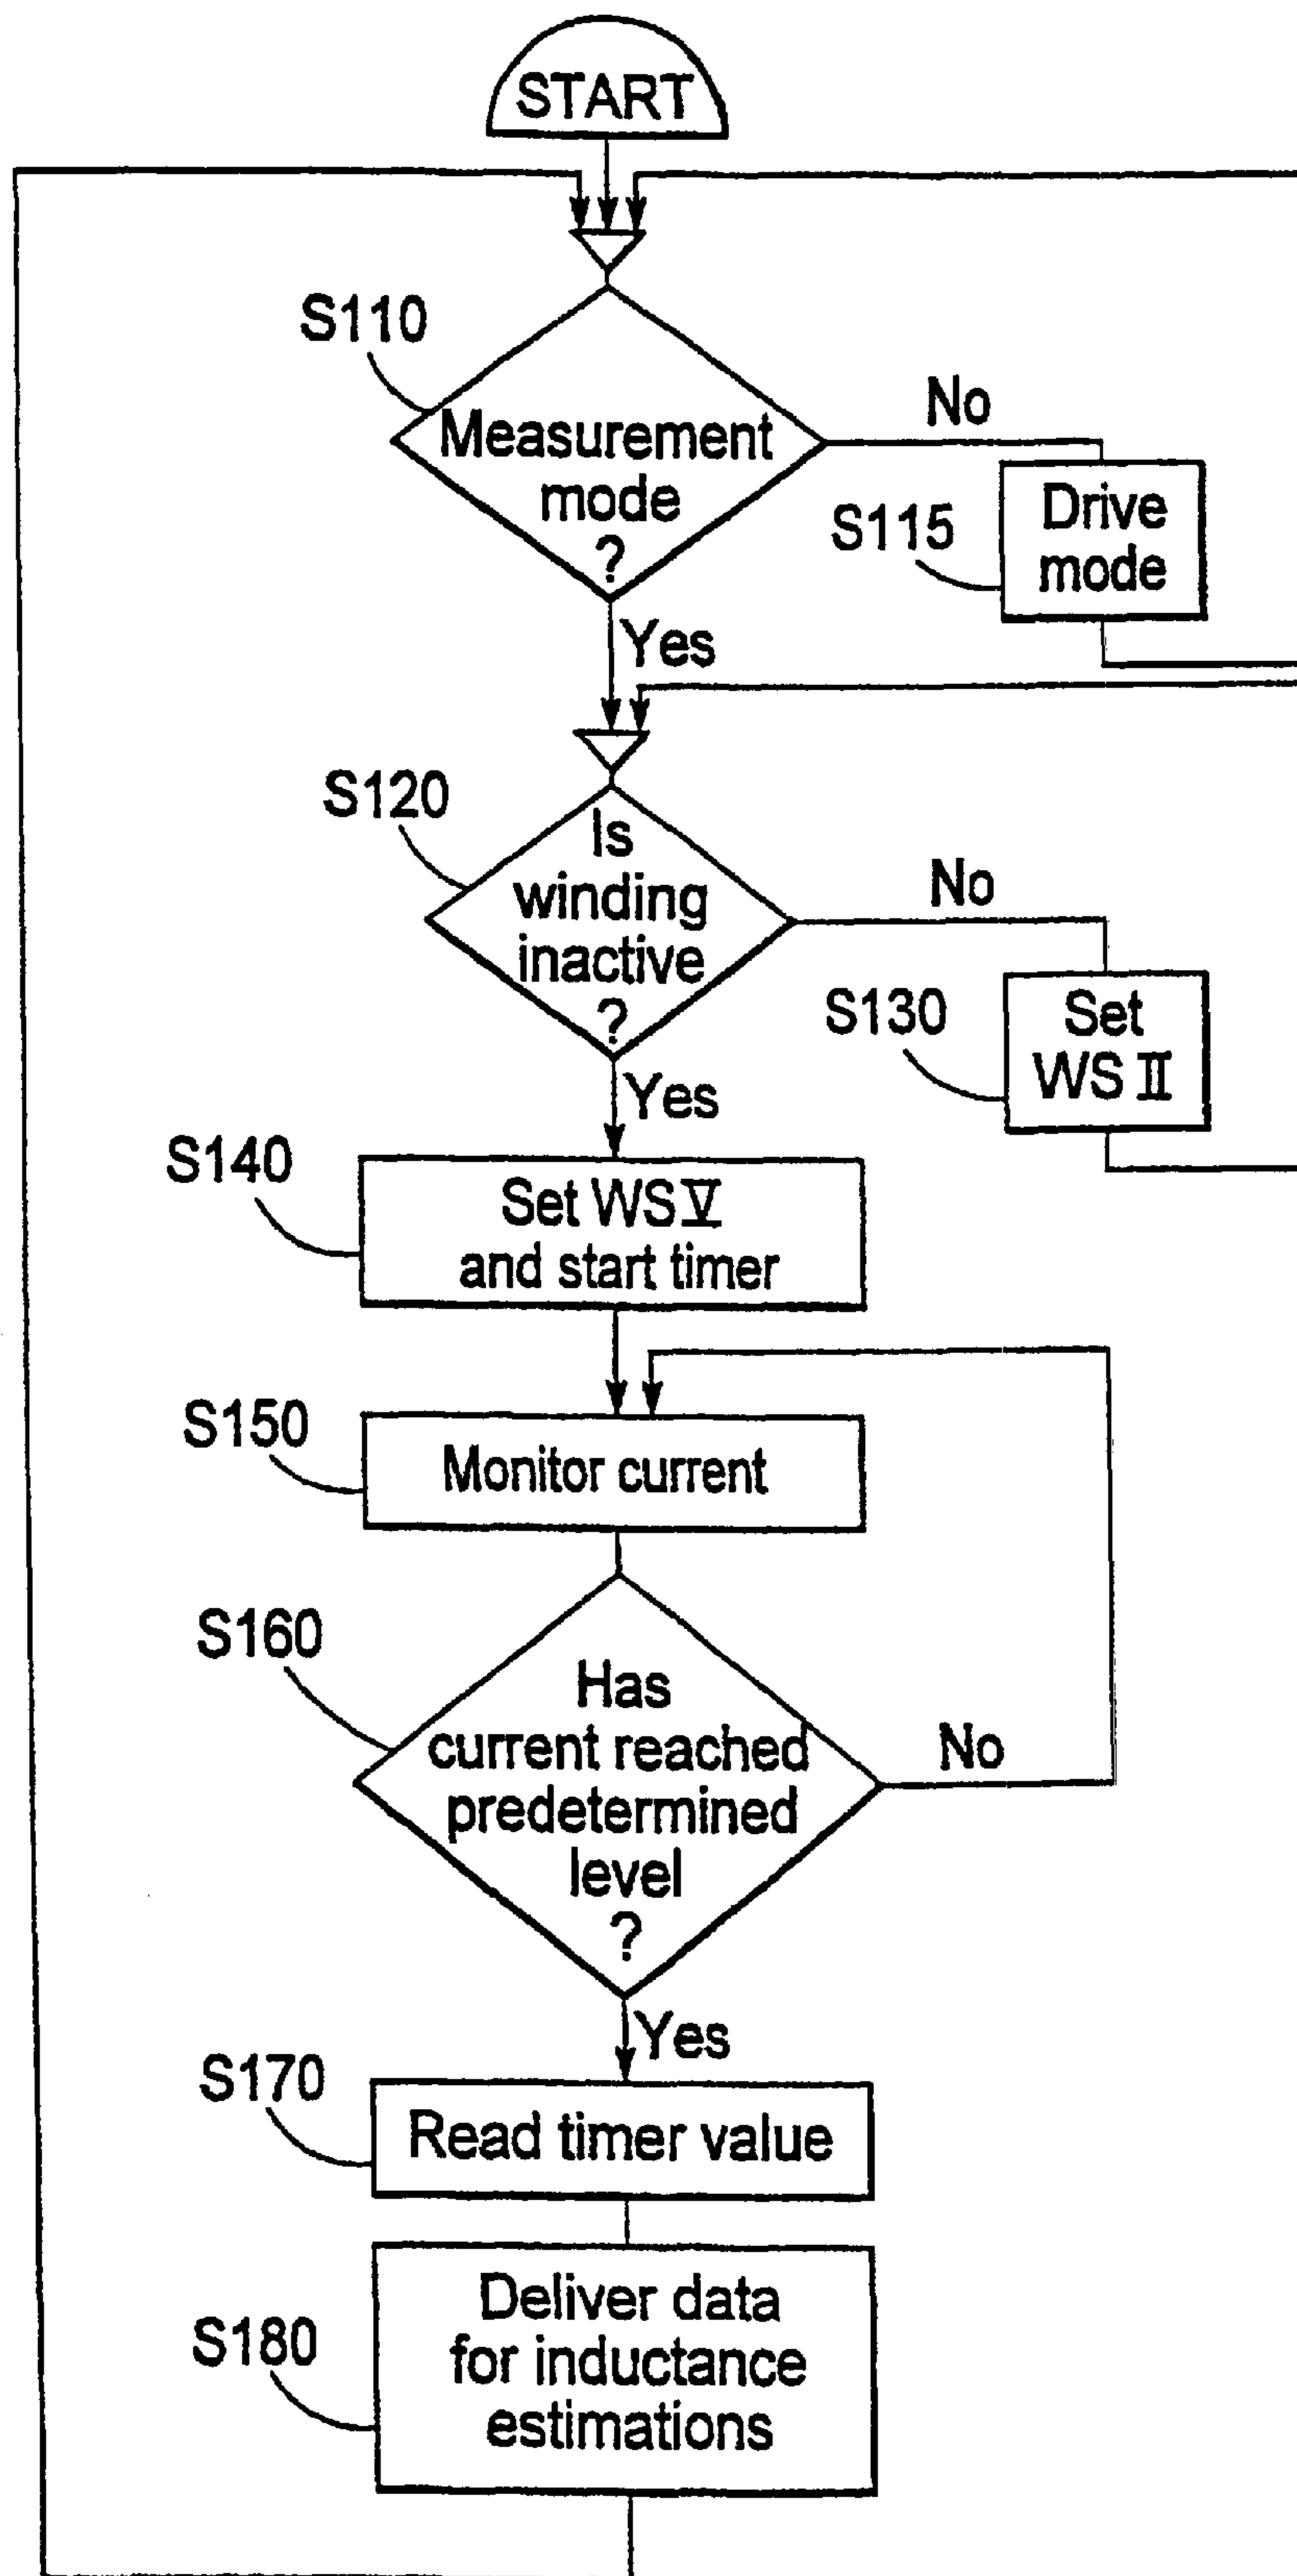 START
S110
Measurement
mode
?
No
S115
Drive
mode
Yes
S120
Is
winding
inactive
?
No
S130
Set
WS II
Yes
S140
Set WS V
and start timer
S150
Monitor current
S160
Has
current reached
predetermined
level
?
No
Yes
S170
Read timer value
S180
Deliver data
for inductance
estimations